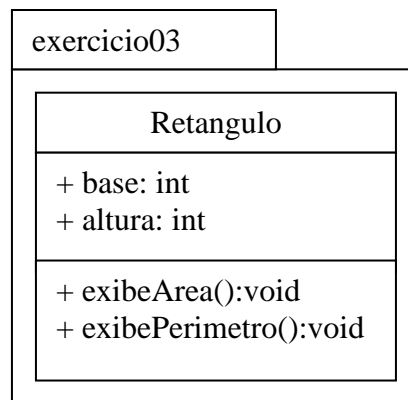 exercicio03
Retangulo
+ base: int
+ altura: int
+ exibeArea():void
+ exibePerimetro():void